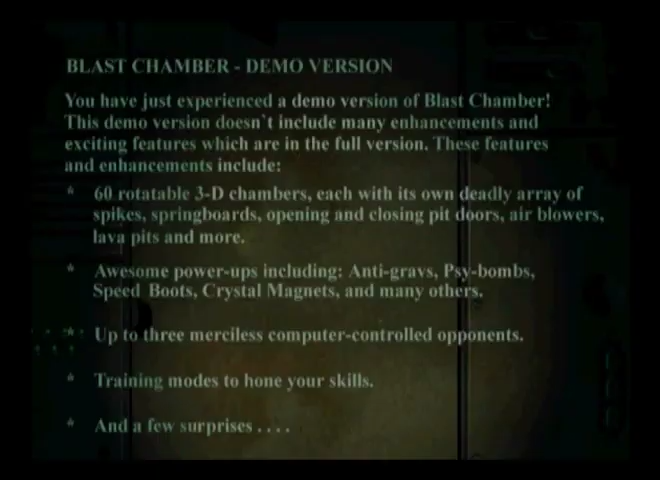 BLAST CHAMBER - DEMO VERSION
You have just experienced a demo version of Blast Chamber!
This demo version doesn`t include many enhancements and
exciting features which are in the full version. These features
and enhancements include:
* 60 rotatable 3-D chambers, each with its own deadly array of
spikes, springboards, opening and closing pit doors, air blowers,
lava pits and more.
* Awesome power-ups including: Anti-gravs, Psy-bombs,
Speed Boots, Crystal Magnets, and many others.
* Up to three merciless computer-controlled opponents.
* Training modes to hone your skills.
* And a few surprises . . . .